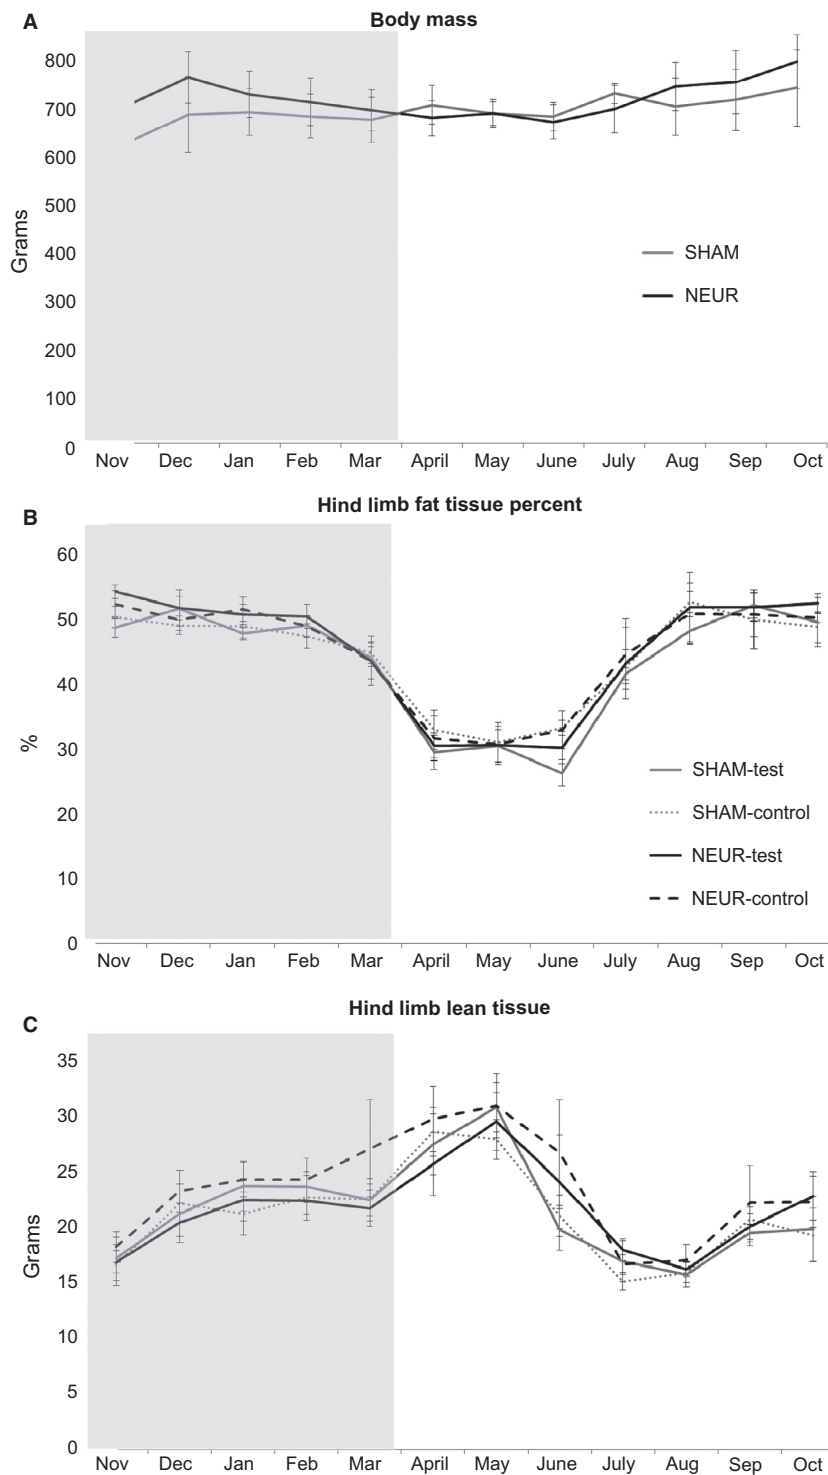 A
Body mass
800
700
600
500
400
300
200
100
0
Grams
SHAM
NEUR
Nov Dec Jan Feb Mar April May June July Aug Sep Oct
B
Hind limb fat tissue percent
60
50
40
30
20
10
0
%
SHAM-test
SHAM-control
NEUR-test
NEUR-control
Nov Dec Jan Feb Mar April May June July Aug Sep Oct
C
Hind limb lean tissue
35
30
25
20
15
10
5
0
Grams
Nov Dec Jan Feb Mar April May June July Aug Sep Oct